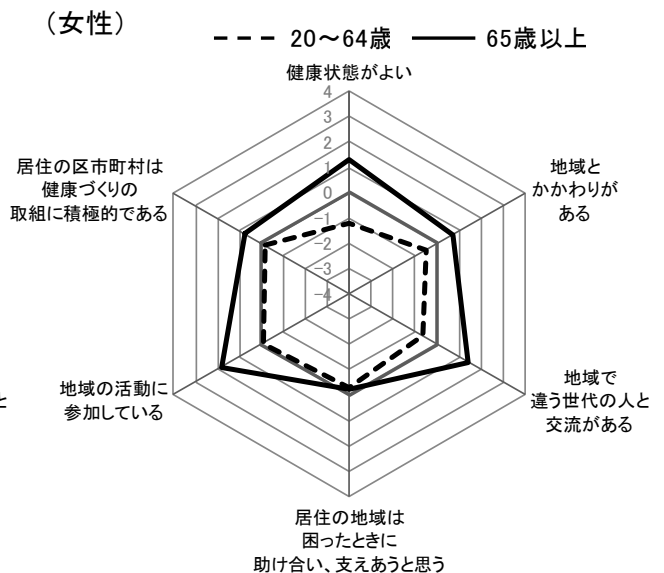 （女性）
20～64歳
65歳以上
健康状態がよい
4
3
2
1
0
−1
−2
−3
−4
地域と
かかわりが
ある
地域で
違う世代の人と
交流がある
居住の地域は
困ったときに
助け合い、支えあうと思う
地域の活動に
参加している
と
居住の区市町村は
健康づくりの
取組に積極的である